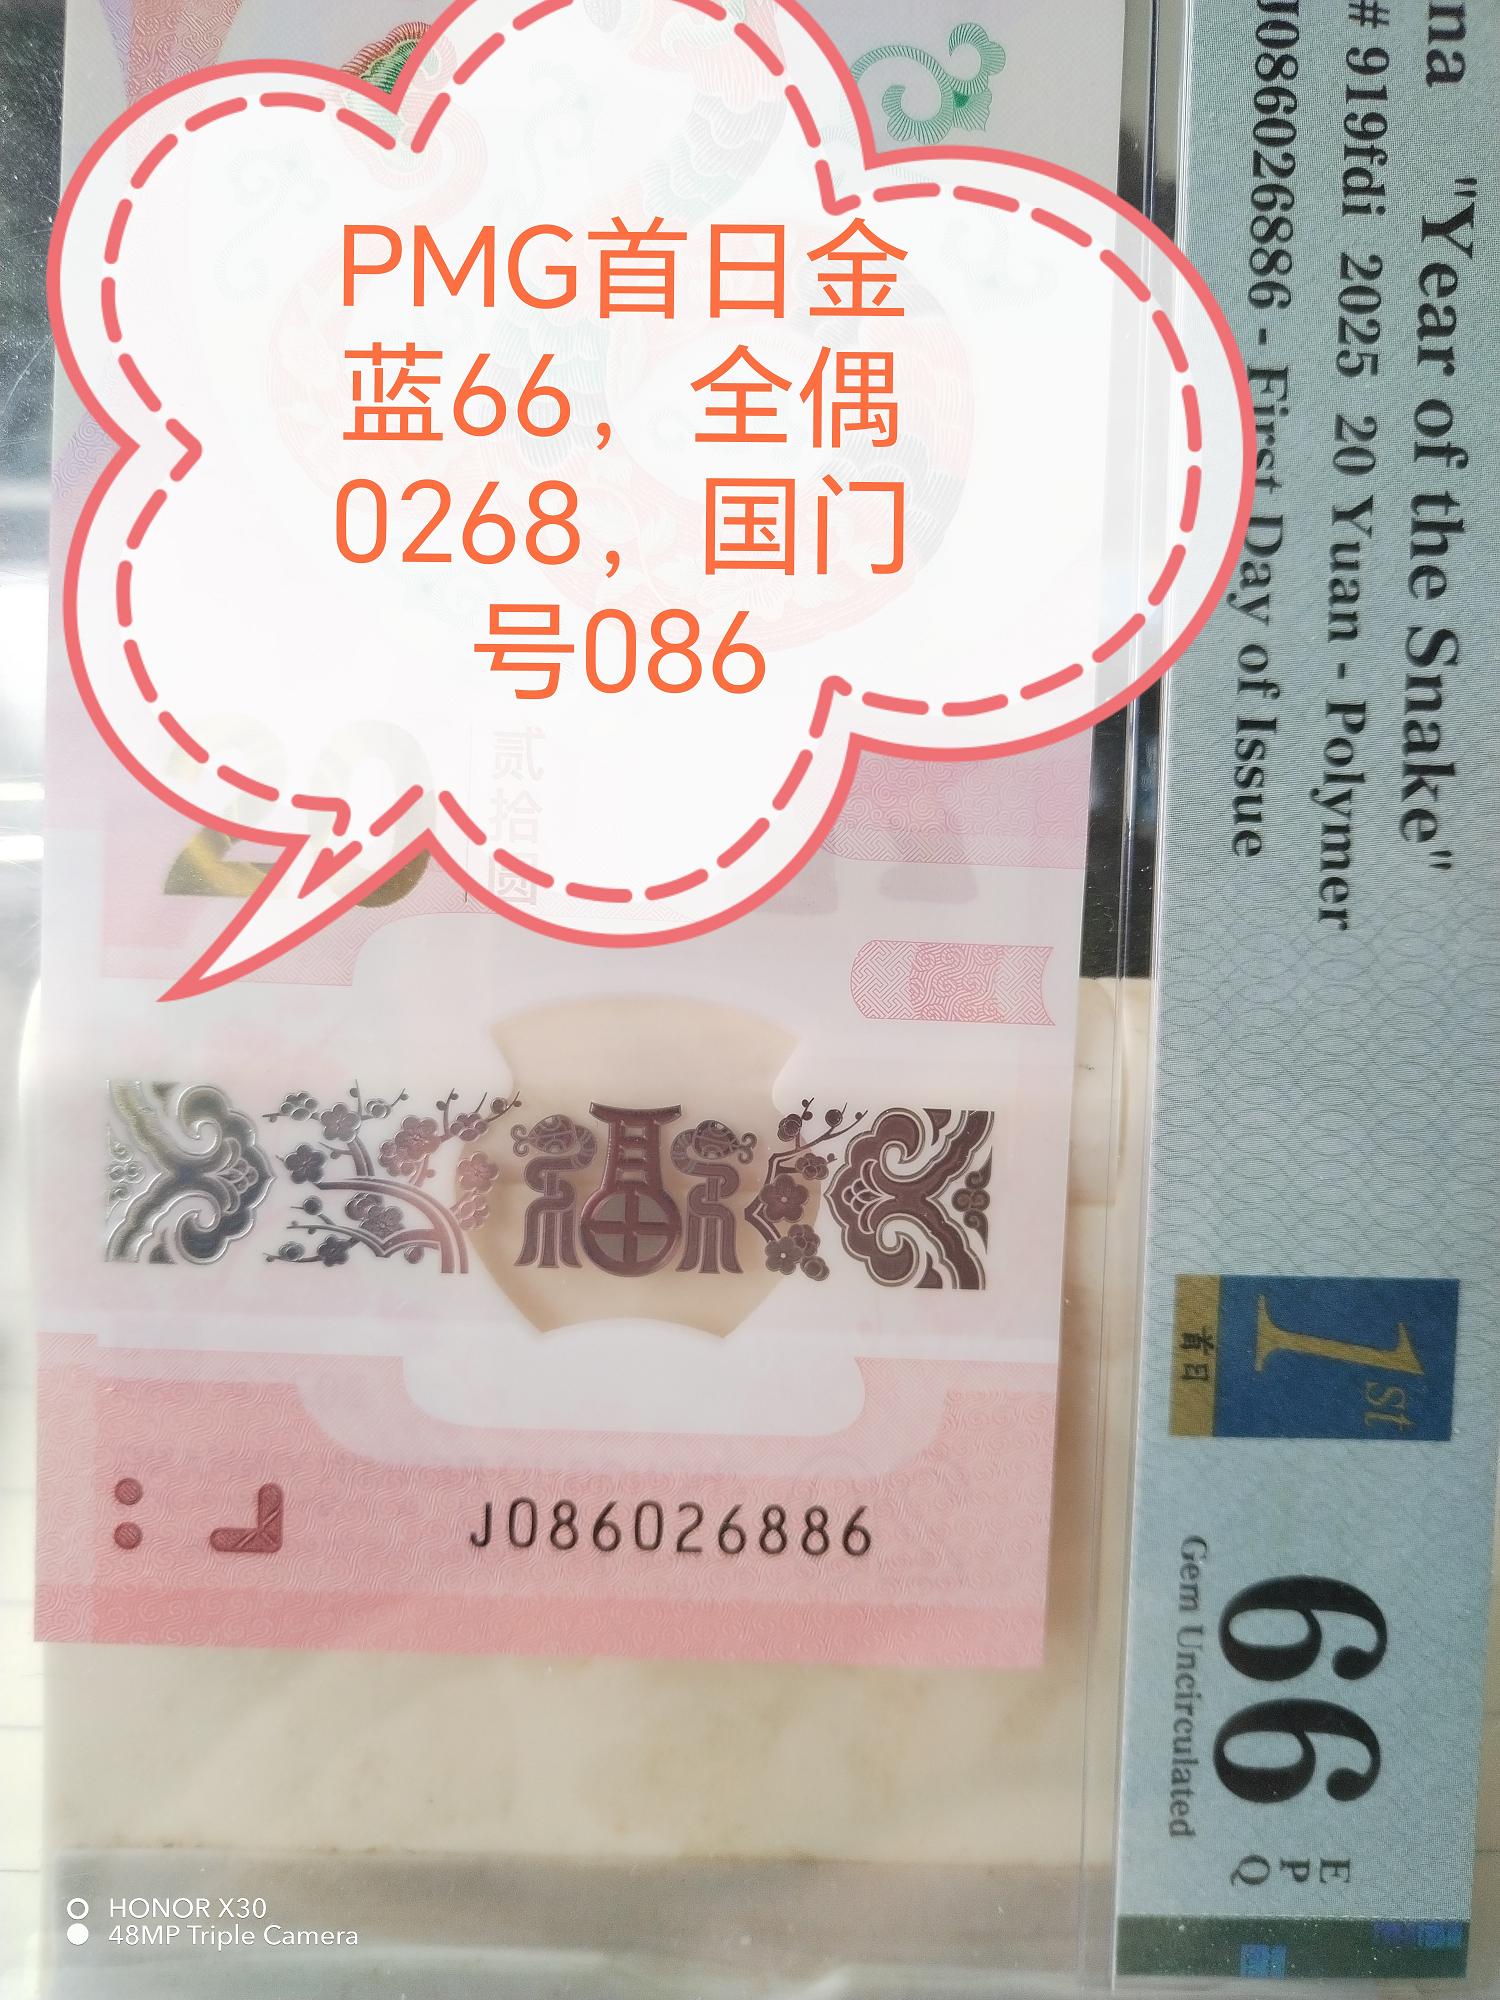 PMG首日金
蓝66，全偶
0268，国门
号086
20
贰拾圆
J086026886
"Year of the Snake"
# 919fdi 2025 20 Yuan - Polymer
J086026886 - First Day of Issue
1st
首日
66
EPQ
Gem Uncirculated
HONOR X30
48MP Triple Camera